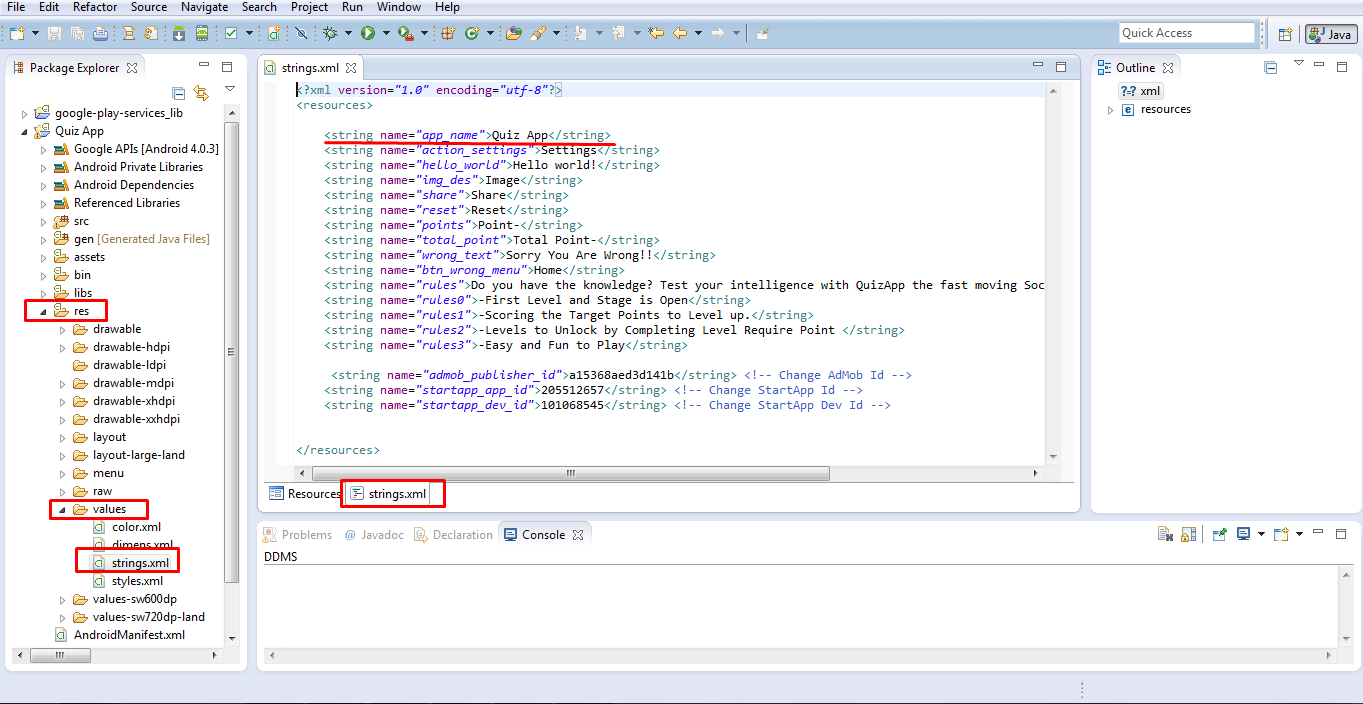 File Edit Refactor Source Navigate Search Project Run Window Help
Quick Access
Java
Package Explorer
google-play-services_lib
Quiz App
Google APIs [Android 4.0.3]
Android Private Libraries
Android Dependencies
Referenced Libraries
src
gen [Generated Java Files]
assets
bin
libs
res
drawable
drawable-hdpi
drawable-ldpi
drawable-mdpi
drawable-xhdpi
drawable-xxhdpi
layout
layout-large-land
menu
raw
values
color.xml
dimens.xml
strings.xml
styles.xml
values-sw600dp
values-sw720dp-land
AndroidManifest.xml
strings.xml
<?xml version="1.0" encoding="utf-8"?>
<resources>
<string name="app_name">Quiz App</string>
<string name="action_settings">Settings</string>
<string name="hello_world">Hello world!</string>
<string name="img_des">Image</string>
<string name="share">Share</string>
<string name="reset">Reset</string>
<string name="points">Point-</string>
<string name="total_point">Total Point-</string>
<string name="wrong_text">Sorry You Are Wrong!!</string>
<string name="btn_wrong_menu">Home</string>
<string name="rules">Do you have the knowledge? Test your intelligence with QuizApp the fast moving Soc
<string name="rules0">-First Level and Stage is Open</string>
<string name="rules1">-Scoring the Target Points to Level up.</string>
<string name="rules2">-Levels to Unlock by Completing Level Require Point </string>
<string name="rules3">-Easy and Fun to Play</string>
<string name="admob_publisher_id">a15368aed3d141b</string> <!-- Change AdMob Id -->
<string name="startapp_app_id">205512657</string> <!-- Change StartApp Id -->
<string name="startapp_dev_id">101068545</string> <!-- Change StartApp Dev Id -->
</resources>
Resources strings.xml
Outline
?-? xml
e resources
Problems @ Javadoc Declaration Console
DDMS